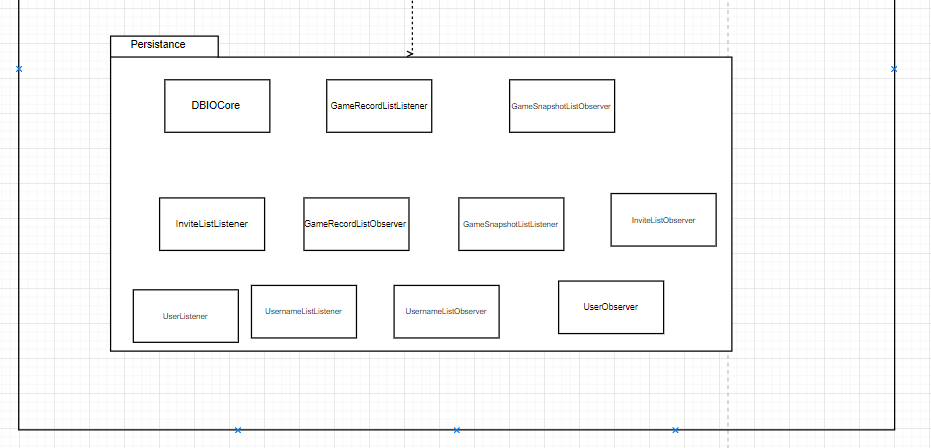 Persistance
DBIOCore
GameRecordListListener
GameSnapshotListObserver
InviteListListener
GameRecordListObserver
GameSnapshotListListener
InviteListObserver
UserListener
UsernameListListener
UsernameListObserver
UserObserver